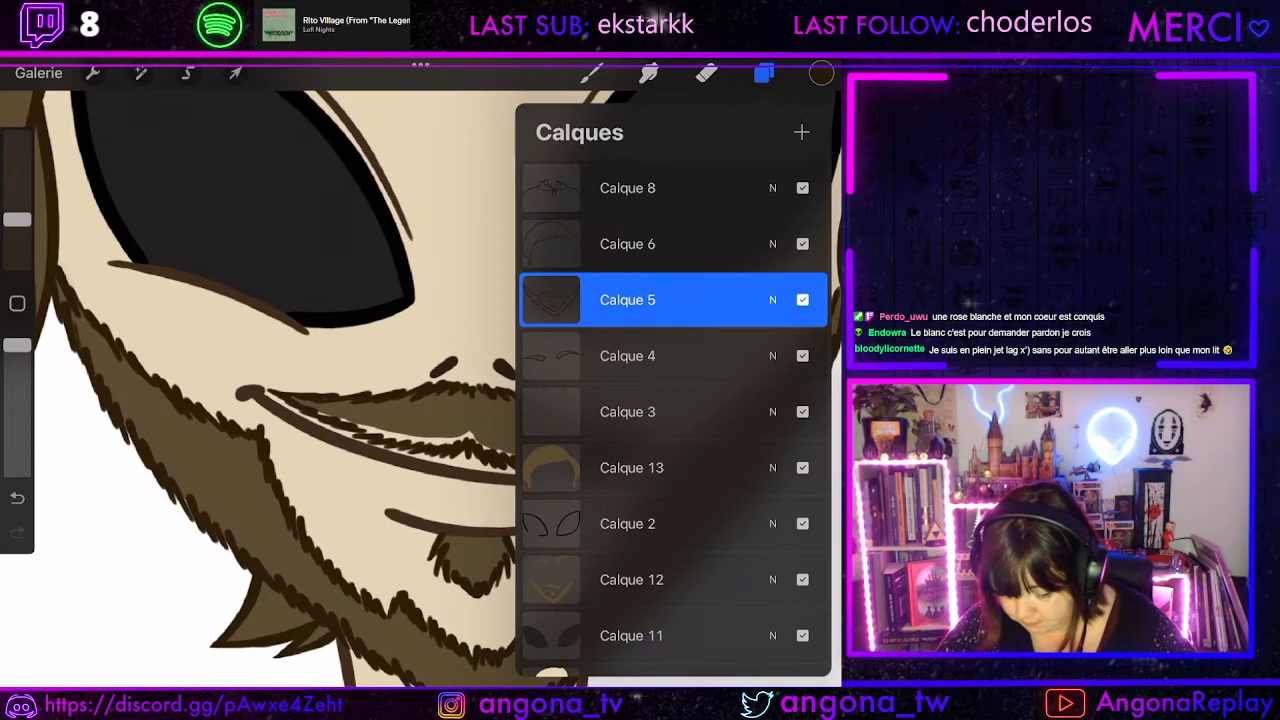 8
Rito Village (From "The Legen
Lofi Nights
LAST SUB: ekstarkk
LAST FOLLOW: choderlos
MERCI
Galerie
Calques
Calque 8 N
Calque 6 N
Calque 5 N
Calque 4 N
Calque 3 N
Calque 13 N
Calque 2 N
Calque 12 N
Calque 11 N
Perdo_uwu une rose blanche et mon coeur est conquis
Endowra Le blanc c'est pour demander pardon je crois
bloodylicornette Je suis en plein jet lag x') sans pour autant être aller plus loin que mon lit
https://discord.gg/pAwxe4Zeht
angona_tv
angona_tw
AngonaReplay